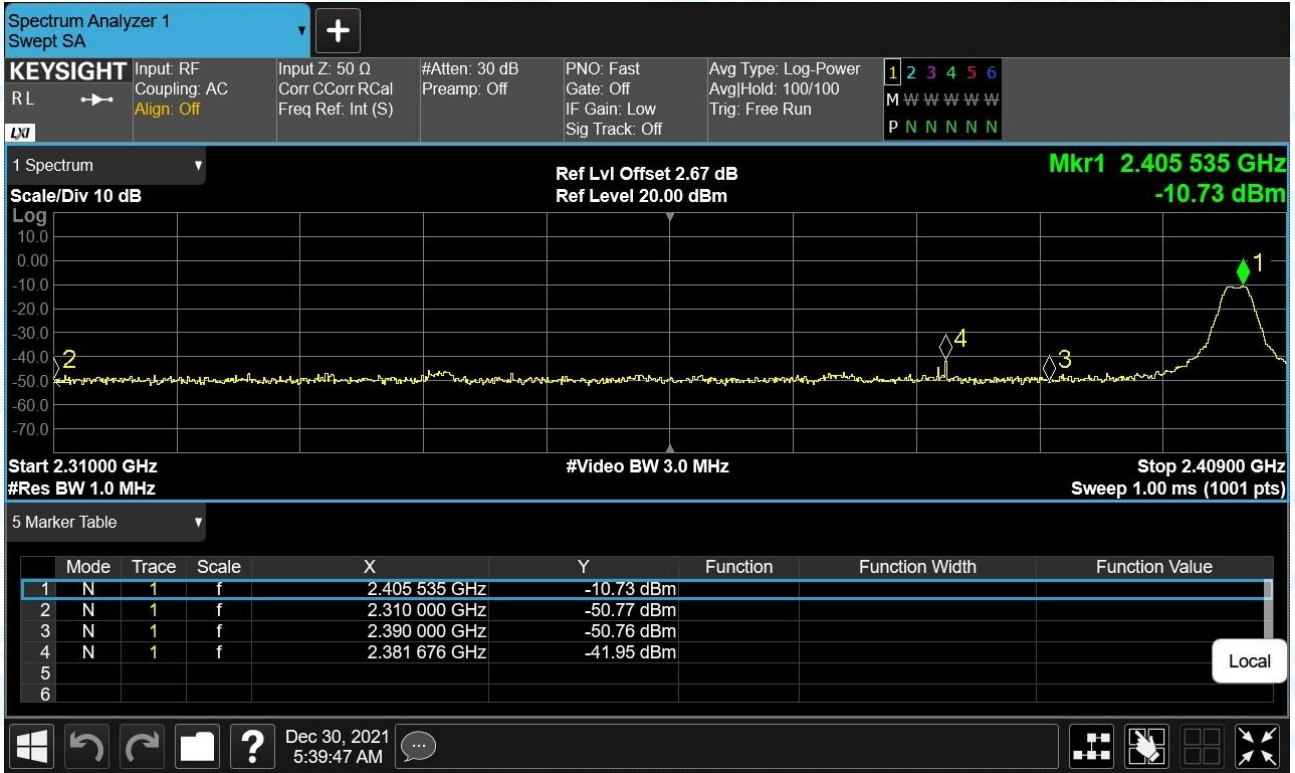 Spectrum Analyzer 1
Swept SA
KEYSIGHT
R L
LXI
Input: RF
Coupling: AC
Align: Off
Input Z: 50 Ω
Corr CCorr RCal
Freq Ref: Int (S)
#Atten: 30 dB
Preamp: Off
PNO: Fast
Gate: Off
IF Gain: Low
Sig Track: Off
Avg Type: Log-Power
Avg|Hold: 100/100
Trig: Free Run
1 2 3 4 5 6
M W W W W W
P N N N N N
1 Spectrum
Scale/Div 10 dB
Ref Lvl Offset 2.67 dB
Ref Level 20.00 dBm
Mkr1 2.405 535 GHz
-10.73 dBm
Log
10.0
0.00
-10.0
-20.0
-30.0
-40.0
-50.0
-60.0
-70.0
1
2
4
3
Start 2.31000 GHz
#Res BW 1.0 MHz
#Video BW 3.0 MHz
Stop 2.40900 GHz
Sweep 1.00 ms (1001 pts)
5 Marker Table
Mode Trace Scale X Y Function Function Width Function Value
1 N 1 f 2.405 535 GHz -10.73 dBm
2 N 1 f 2.310 000 GHz -50.77 dBm
3 N 1 f 2.390 000 GHz -50.76 dBm
4 N 1 f 2.381 676 GHz -41.95 dBm
5
6
Local
Dec 30, 2021
5:39:47 AM